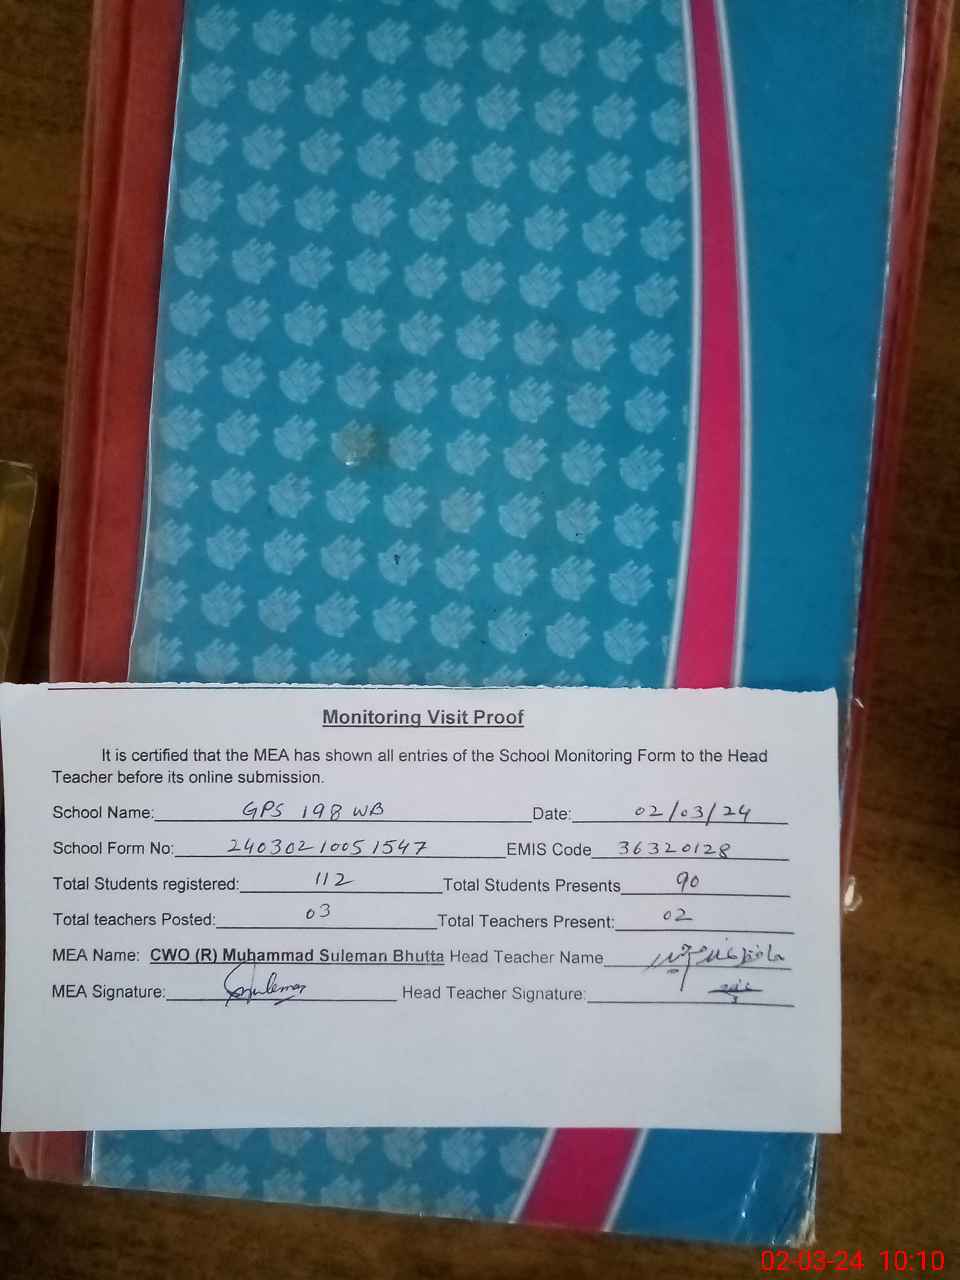 Monitoring Visit Proof
It is certified that the MEA has shown all entries of the School Monitoring Form to the Head
Teacher before its online submission.
School Name: GPS 198 WB Date: 02/03/24
School Form No: 24030210051547 EMIS Code 36320128
Total Students registered: 112 Total Students Presents 90
Total teachers Posted: 03 Total Teachers Present: 02
MEA Name: CWO (R) Muhammad Suleman Bhutta Head Teacher Name
MEA Signature: Suleman Head Teacher Signature:
02-03-24 10:10